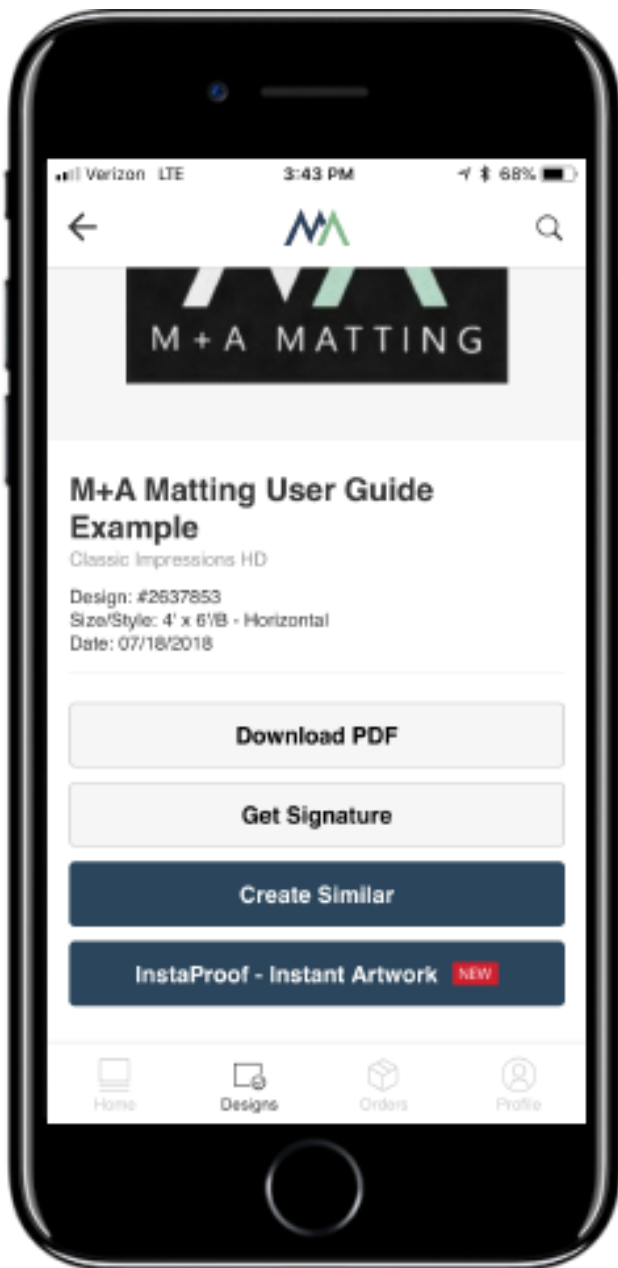 Verizon LTE 3:43 PM 68%
M + A MATTING
M+A Matting User Guide
Example
Classic Impressions HD
Design: #2637853
Size/Style: 4' x 6'/B - Horizontal
Date: 07/18/2018
Download PDF
Get Signature
Create Similar
InstaProof - Instant Artwork NEW
Home Designs Orders Profile